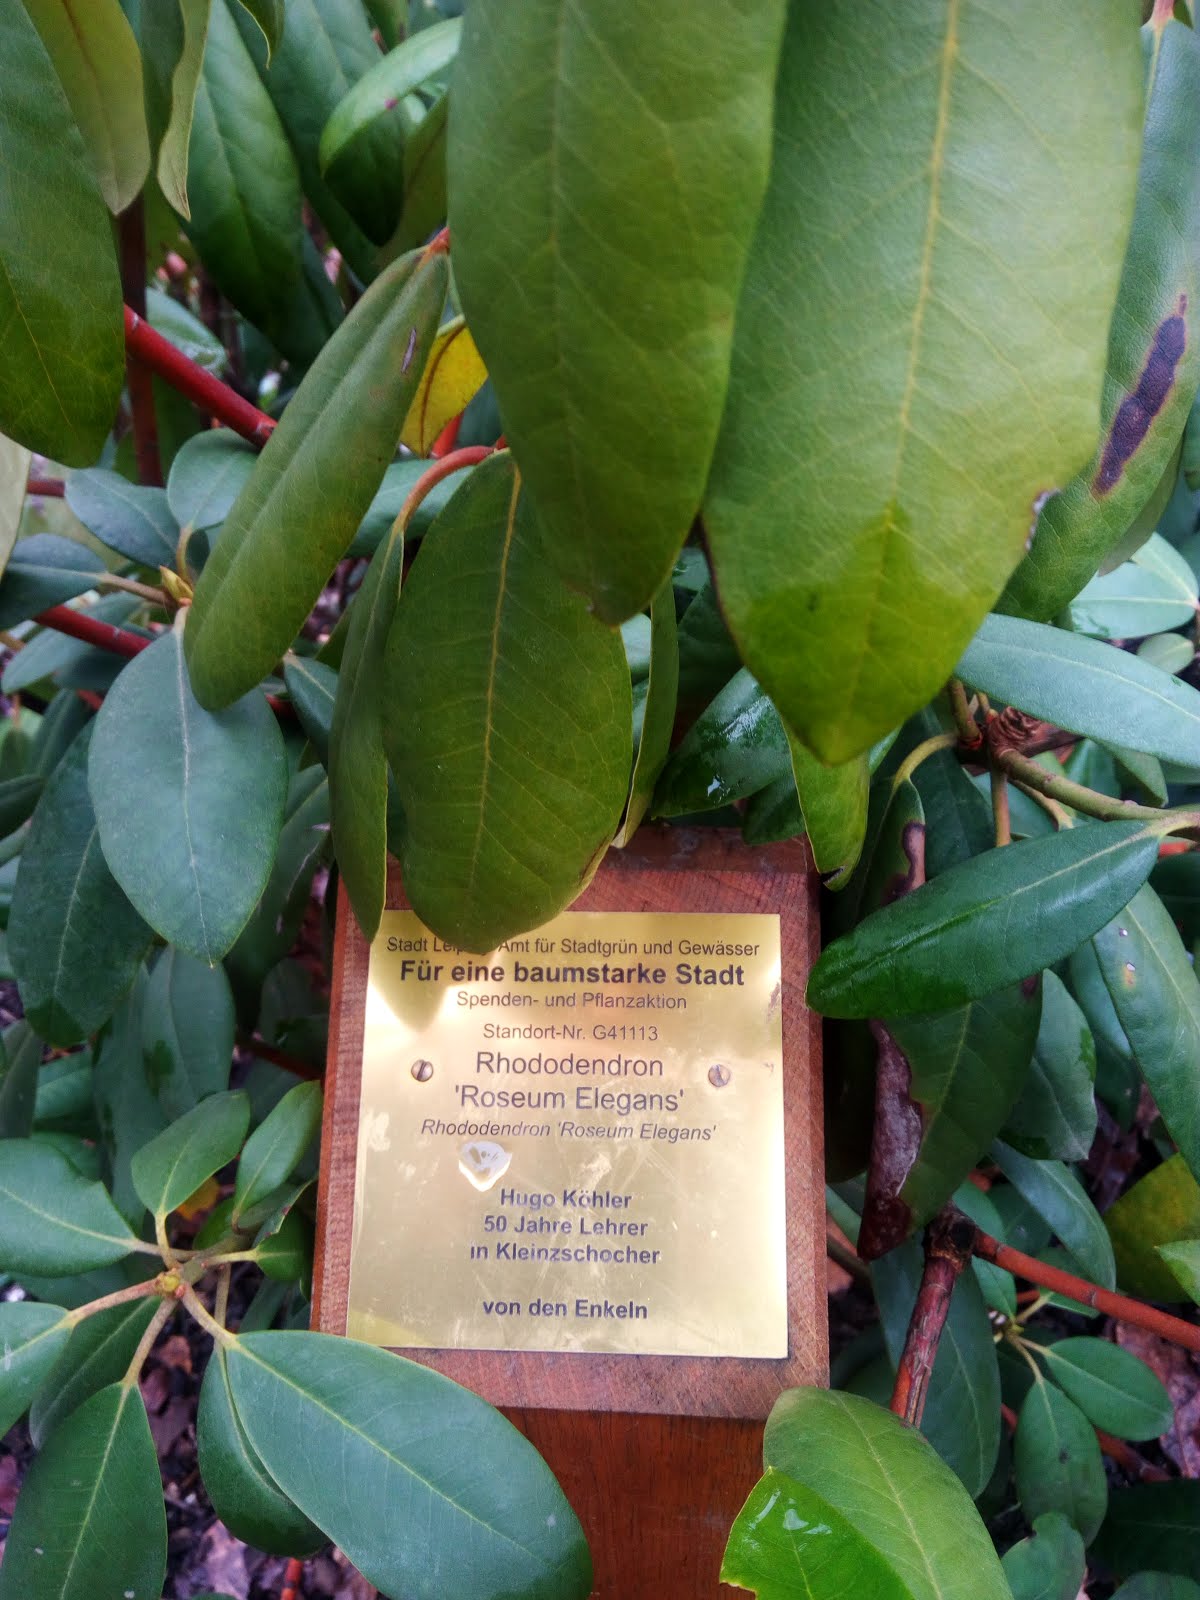 Stadt Amt für Stadtgrün und Gewässer
Für eine baumstarke Stadt
Spenden- und Pflanzaktion
Standort-Nr. G41113
Rhododendron
'Roseum Elegans'
Rhododendron 'Roseum Elegans'
Hugo Köhler
50 Jahre Lehrer
in Kleinzschocher
von den Enkeln